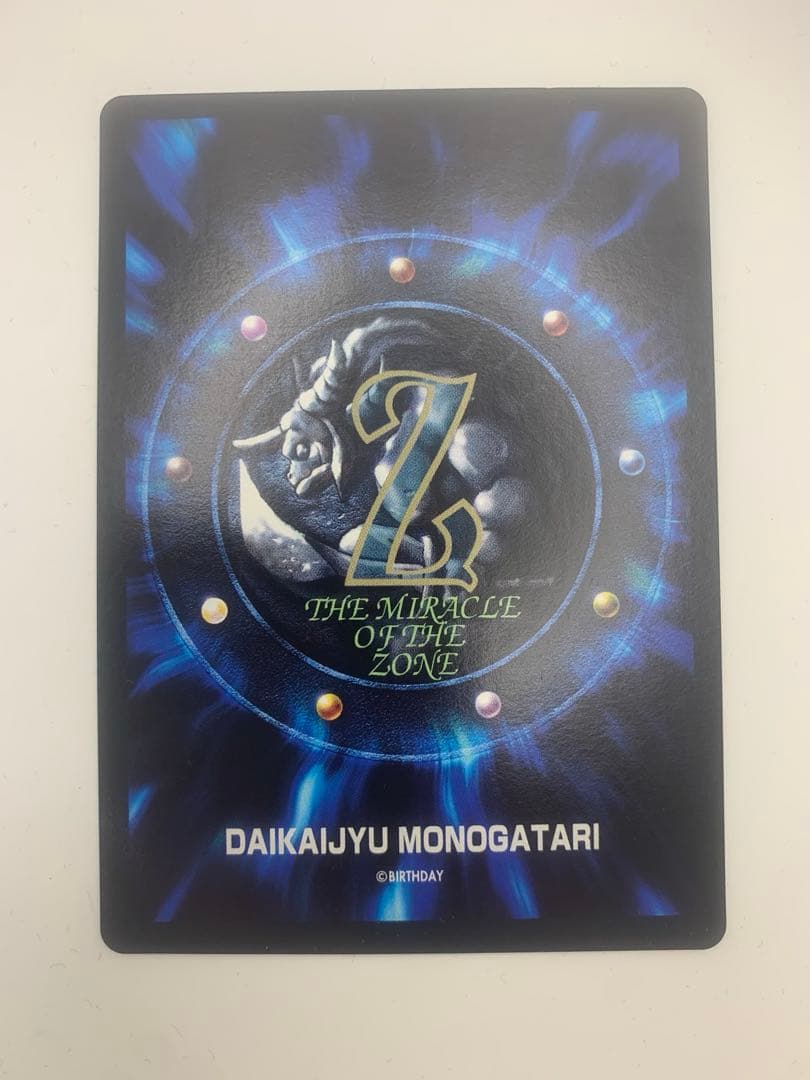 Z
THE MIRACLE
OF THE
ZONE
DAIKAIJYU MONOGATARI
©BIRTHDAY